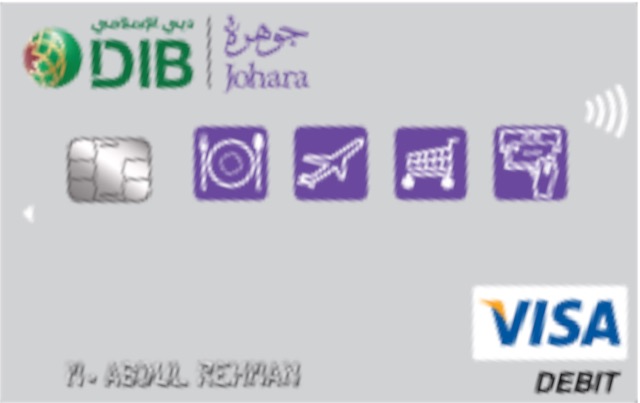 دبي الإسلامي
DIB
جوهرة
Johara
VISA
DEBIT
ABDUL REHMAN